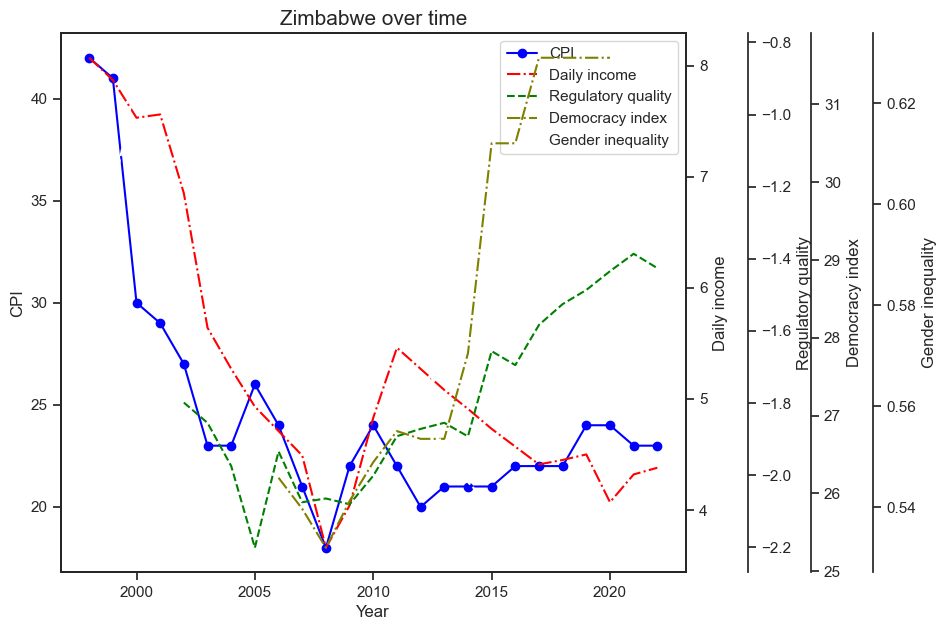 Zimbabwe over time
CPI
Daily income
Regulatory quality
Democracy index
Gender inequality
CPI
40
35
30
25
20
2000
2005
2010
2015
2020
Year
8
7
6
5
4
Daily income
−0.8
−1.0
−1.2
−1.4
−1.6
−1.8
−2.0
−2.2
Regulatory quality
31
30
29
28
27
26
25
Democracy index
0.62
0.60
0.58
0.56
0.54
Gender inequality